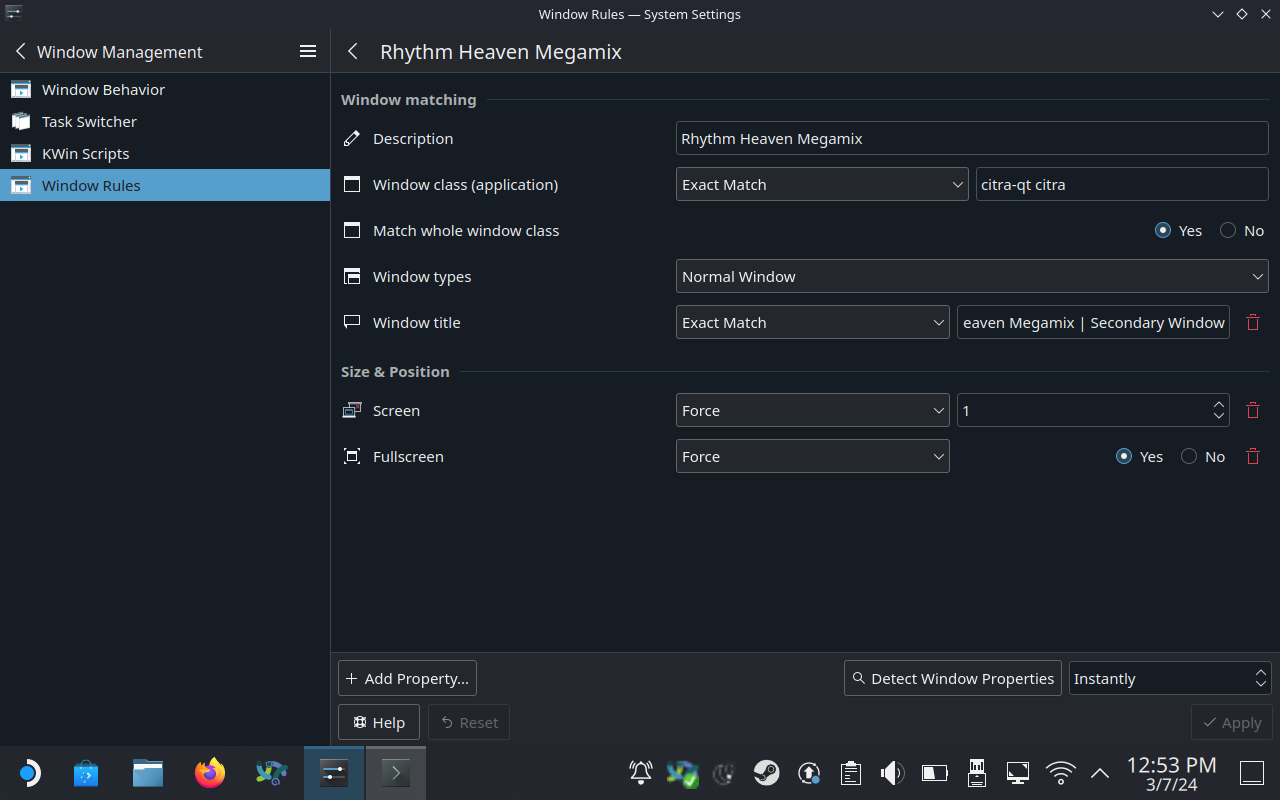 Window Rules — System Settings
Window Management
Rhythm Heaven Megamix
Window Behavior
Task Switcher
KWin Scripts
Window Rules
Window matching
Description
Rhythm Heaven Megamix
Window class (application)
Exact Match
citra-qt citra
Match whole window class
Yes
No
Window types
Normal Window
Window title
Exact Match
eaven Megamix | Secondary Window
Size & Position
Screen
Force
1
Fullscreen
Force
Yes
No
Add Property...
Detect Window Properties
Instantly
Help
Reset
Apply
12:53 PM
3/7/24